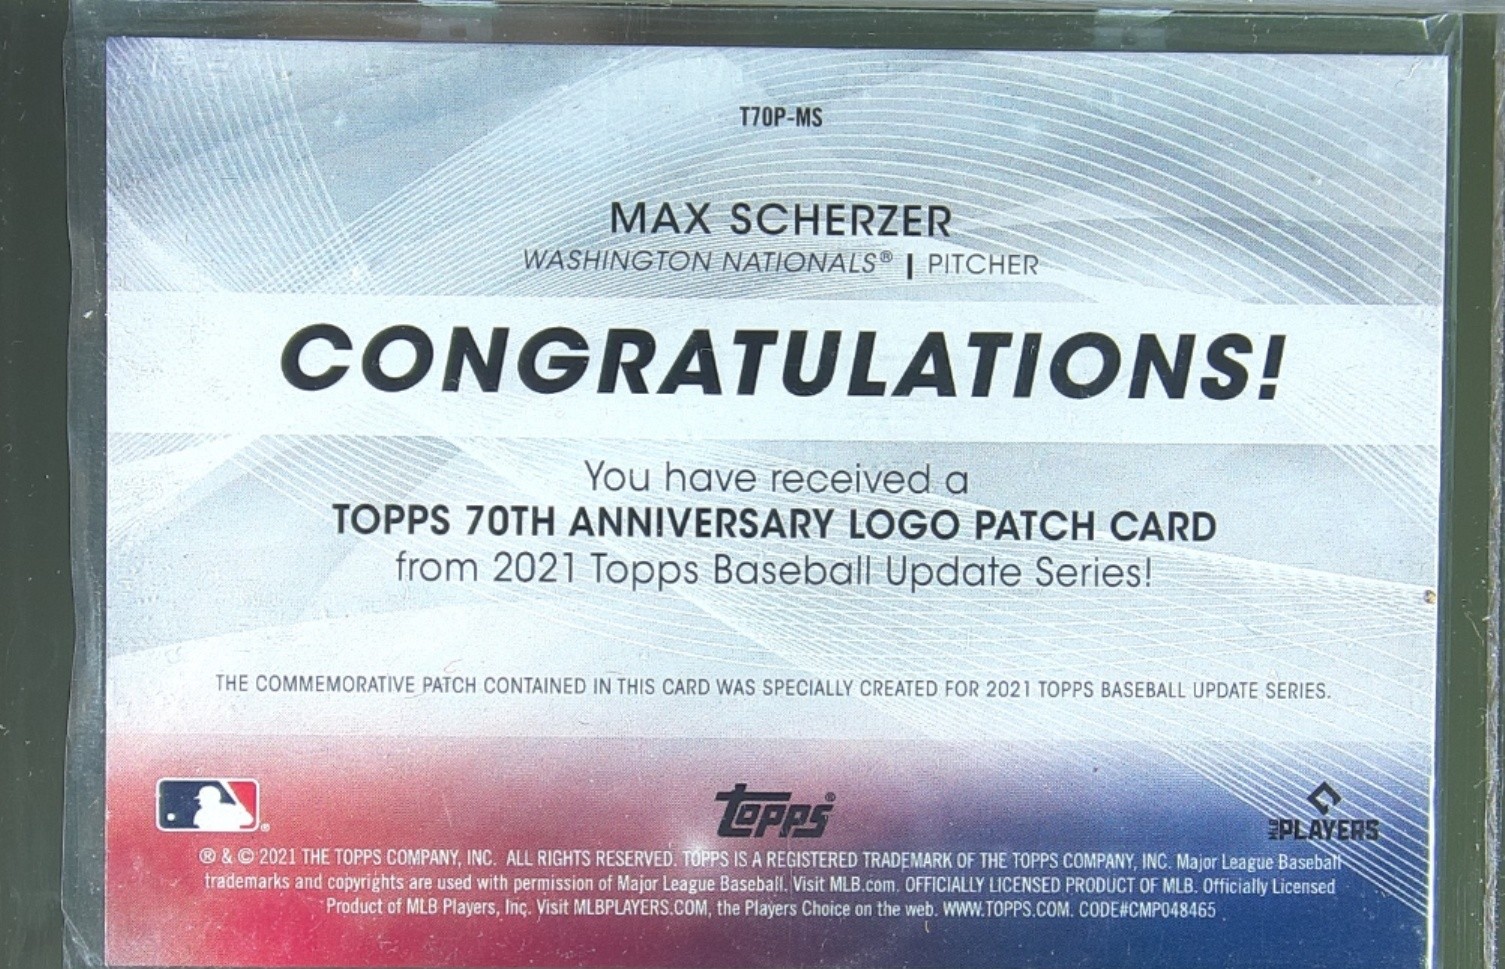 T70P-MS
MAX SCHERZER
WASHINGTON NATIONALS® | PITCHER
CONGRATULATIONS!
You have received a
TOPPS 70TH ANNIVERSARY LOGO PATCH CARD
from 2021 Topps Baseball Update Series!
THE COMMEMORATIVE PATCH CONTAINED IN THIS CARD WAS SPECIALLY CREATED FOR 2021 TOPPS BASEBALL UPDATE SERIES.
topps®
MLB PLAYERS
® & © 2021 THE TOPPS COMPANY, INC. ALL RIGHTS RESERVED. TOPPS IS A REGISTERED TRADEMARK OF THE TOPPS COMPANY, INC. Major League Baseball
trademarks and copyrights are used with permission of Major League Baseball. Visit MLB.com. OFFICIALLY LICENSED PRODUCT OF MLB. Officially Licensed
Product of MLB Players, Inc. Visit MLBPLAYERS.COM, the Players Choice on the web. WWW.TOPPS.COM. CODE#CMP048465